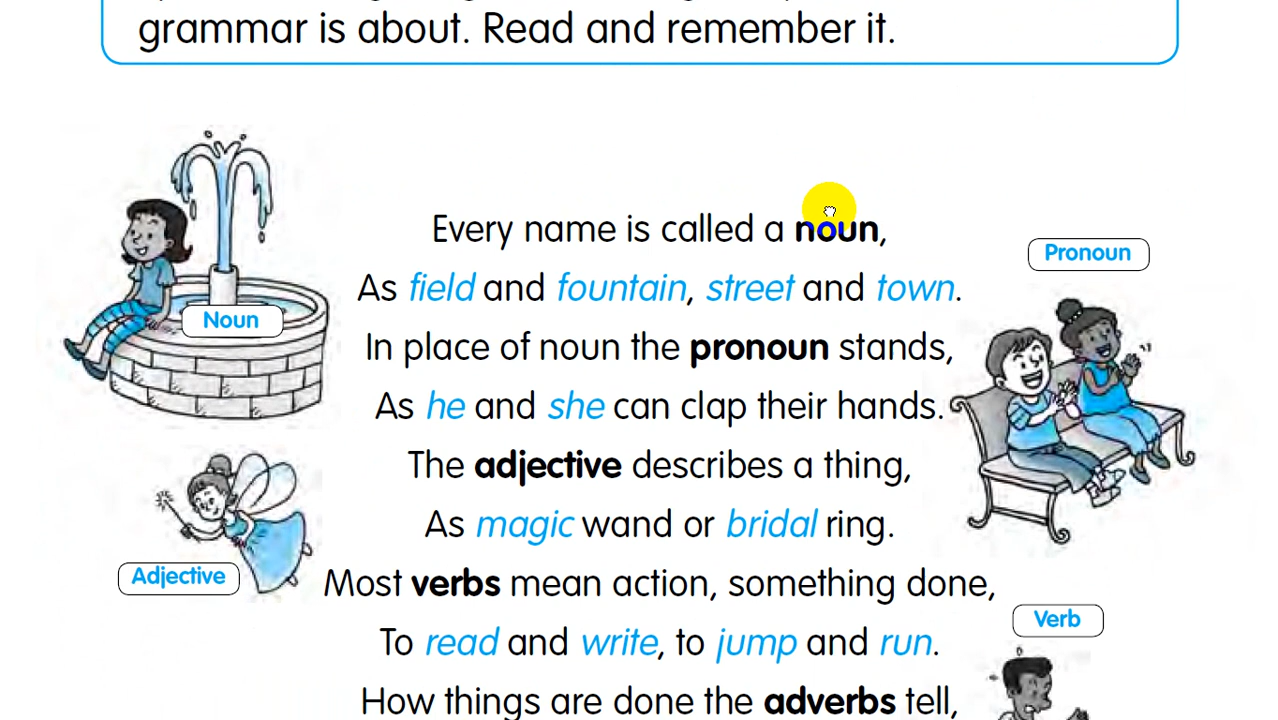 grammar is about. Read and remember it.
Every name is called a noun,
Pronoun
As field and fountain, street and town.
Noun
In place of noun the pronoun stands,
As he and she can clap their hands.
The adjective describes a thing,
As magic wand or bridal ring.
Adjective
Most verbs mean action, something done,
Verb
To read and write, to jump and run.
How things are done the adverbs tell,